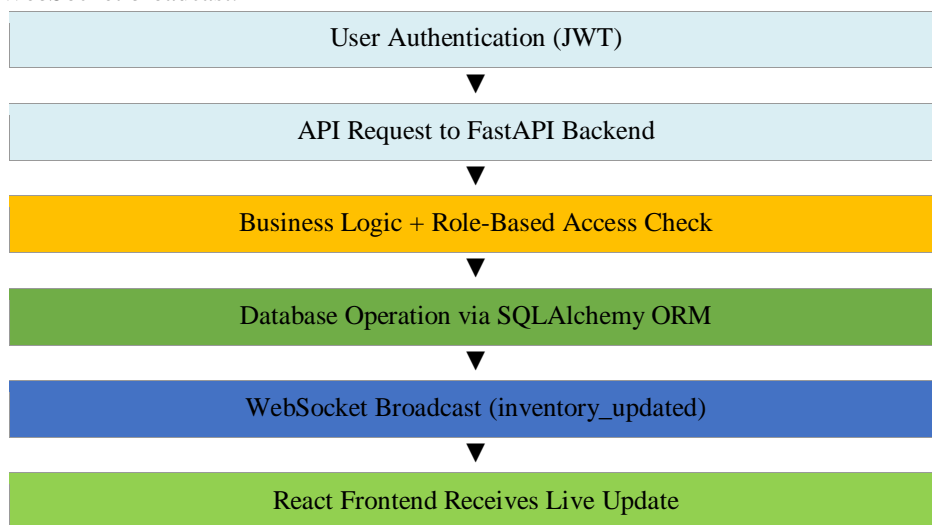 User Authentication (JWT)
API Request to FastAPI Backend
Business Logic + Role-Based Access Check
Database Operation via SQLAlchemy ORM
WebSocket Broadcast (inventory_updated)
React Frontend Receives Live Update